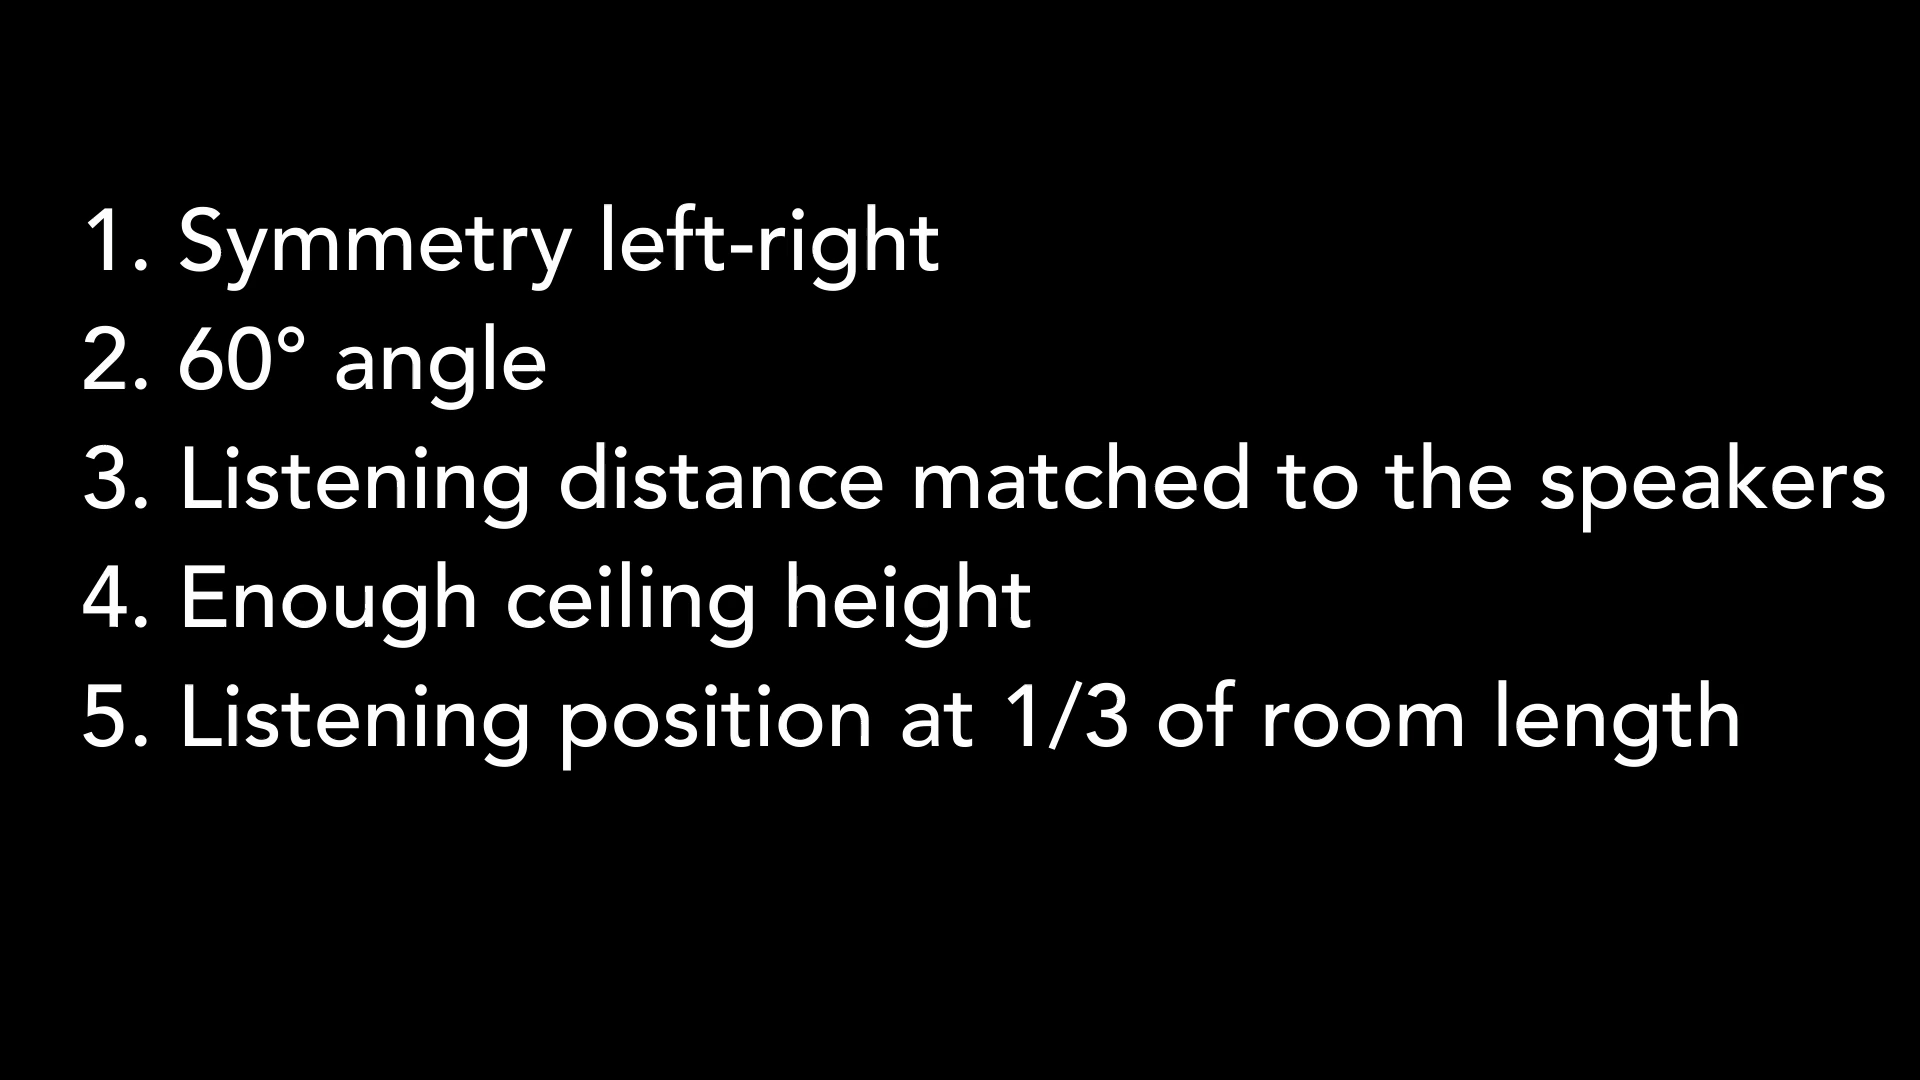 1. Symmetry left-right
2. 60° angle
3. Listening distance matched to the speakers
4. Enough ceiling height
5. Listening position at 1/3 of room length